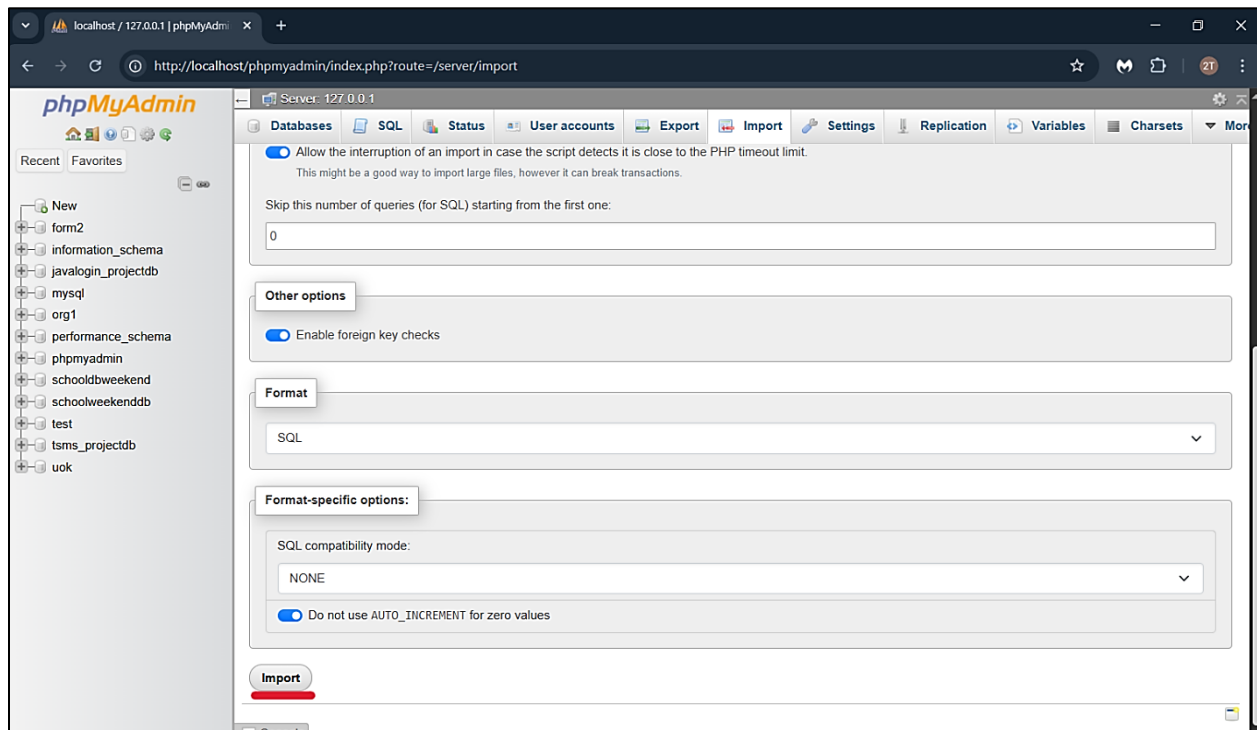 localhost / 127.0.0.1 | phpMyAdmi
http://localhost/phpmyadmin/index.php?route=/server/import
2T
phpMyAdmin
Recent Favorites
New
form2
information_schema
javalogin_projectdb
mysql
org1
performance_schema
phpmyadmin
schooldbweekend
schoolweekenddb
test
tsms_projectdb
uok
Server: 127.0.0.1
Databases SQL Status User accounts Export Import Settings Replication Variables Charsets More
Allow the interruption of an import in case the script detects it is close to the PHP timeout limit.
This might be a good way to import large files, however it can break transactions.
Skip this number of queries (for SQL) starting from the first one:
0
Other options
Enable foreign key checks
Format
SQL
Format-specific options:
SQL compatibility mode:
NONE
Do not use AUTO_INCREMENT for zero values
Import